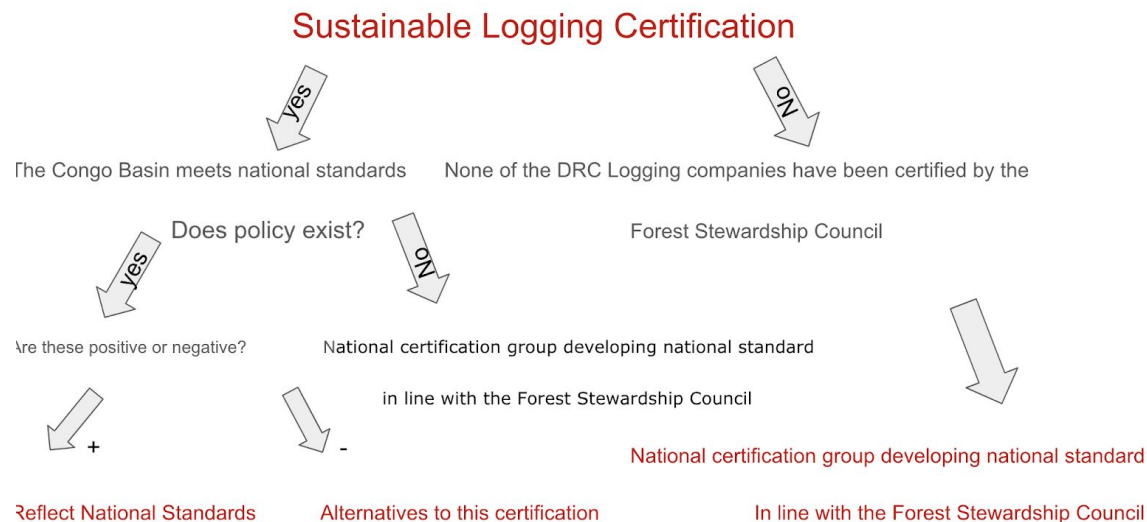 Sustainable Logging Certification
yes
No
The Congo Basin meets national standards
None of the DRC Logging companies have been certified by the
Does policy exist?
Forest Stewardship Council
yes
No
Are these positive or negative?
National certification group developing national standard
in line with the Forest Stewardship Council
+
-
National certification group developing national standard
Reflect National Standards
Alternatives to this certification
In line with the Forest Stewardship Council